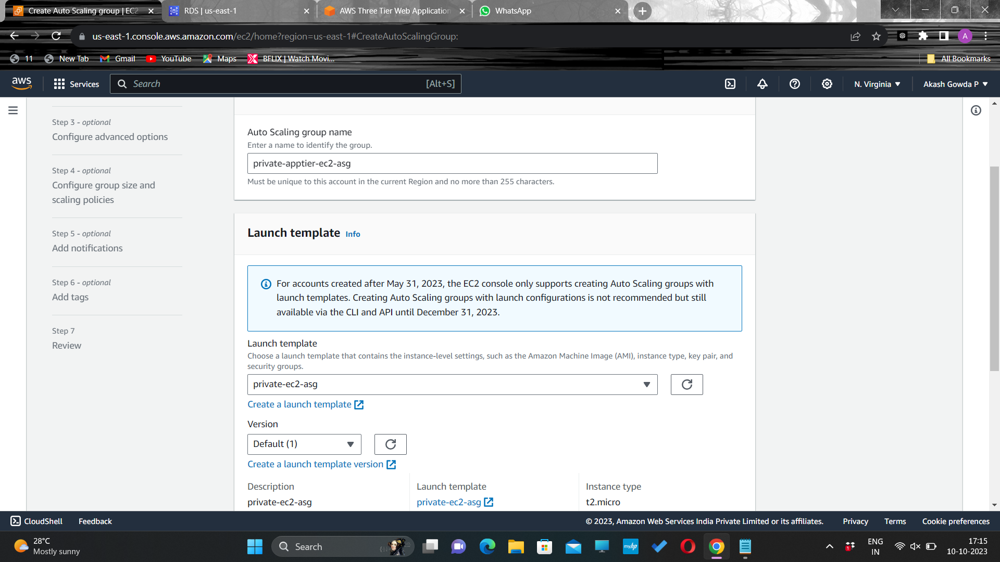 Create Auto Scaling group | EC2
RDS | us-east-1
AWS Three Tier Web Application
WhatsApp
us-east-1.console.aws.amazon.com/ec2/home?region=us-east-1#CreateAutoScalingGroup:
A
11
New Tab
Gmail
YouTube
Maps
BFLIX | Watch Movi...
All Bookmarks
aws
Services
Search
[Alt+S]
N. Virginia
Akash Gowda P
Step 3 - optional
Configure advanced options
Step 4 - optional
Configure group size and
scaling policies
Step 5 - optional
Add notifications
Step 6 - optional
Add tags
Step 7
Review
Auto Scaling group name
Enter a name to identify the group.
private-apptier-ec2-asg
Must be unique to this account in the current Region and no more than 255 characters.
Launch template Info
For accounts created after May 31, 2023, the EC2 console only supports creating Auto Scaling groups with
launch templates. Creating Auto Scaling groups with launch configurations is not recommended but still
available via the CLI and API until December 31, 2023.
Launch template
Choose a launch template that contains the instance-level settings, such as the Amazon Machine Image (AMI), instance type, key pair, and
security groups.
private-ec2-asg
Create a launch template
Version
Default (1)
Create a launch template version
Description
private-ec2-asg
Launch template
private-ec2-asg
Instance type
t2.micro
CloudShell
Feedback
© 2023, Amazon Web Services India Private Limited or its affiliates.
Privacy
Terms
Cookie preferences
28°C
Mostly sunny
Search
myhp
1
ENG
IN
17:15
10-10-2023